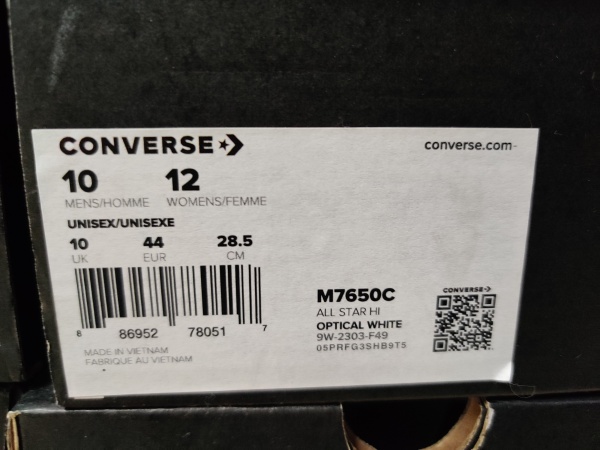 CONVERSE converse.com
10 12
MENS/HOMME WOMENS/FEMME
UNISEX/UNISEXE
10 44 28.5
UK EUR CM
8 86952 78051 7
MADE IN VIETNAM
FABRIQUE AU VIETNAM
M7650C
ALL STAR HI
OPTICAL WHITE
9W-2303-F49
05PRFG3SHB9T5
CONVERSE